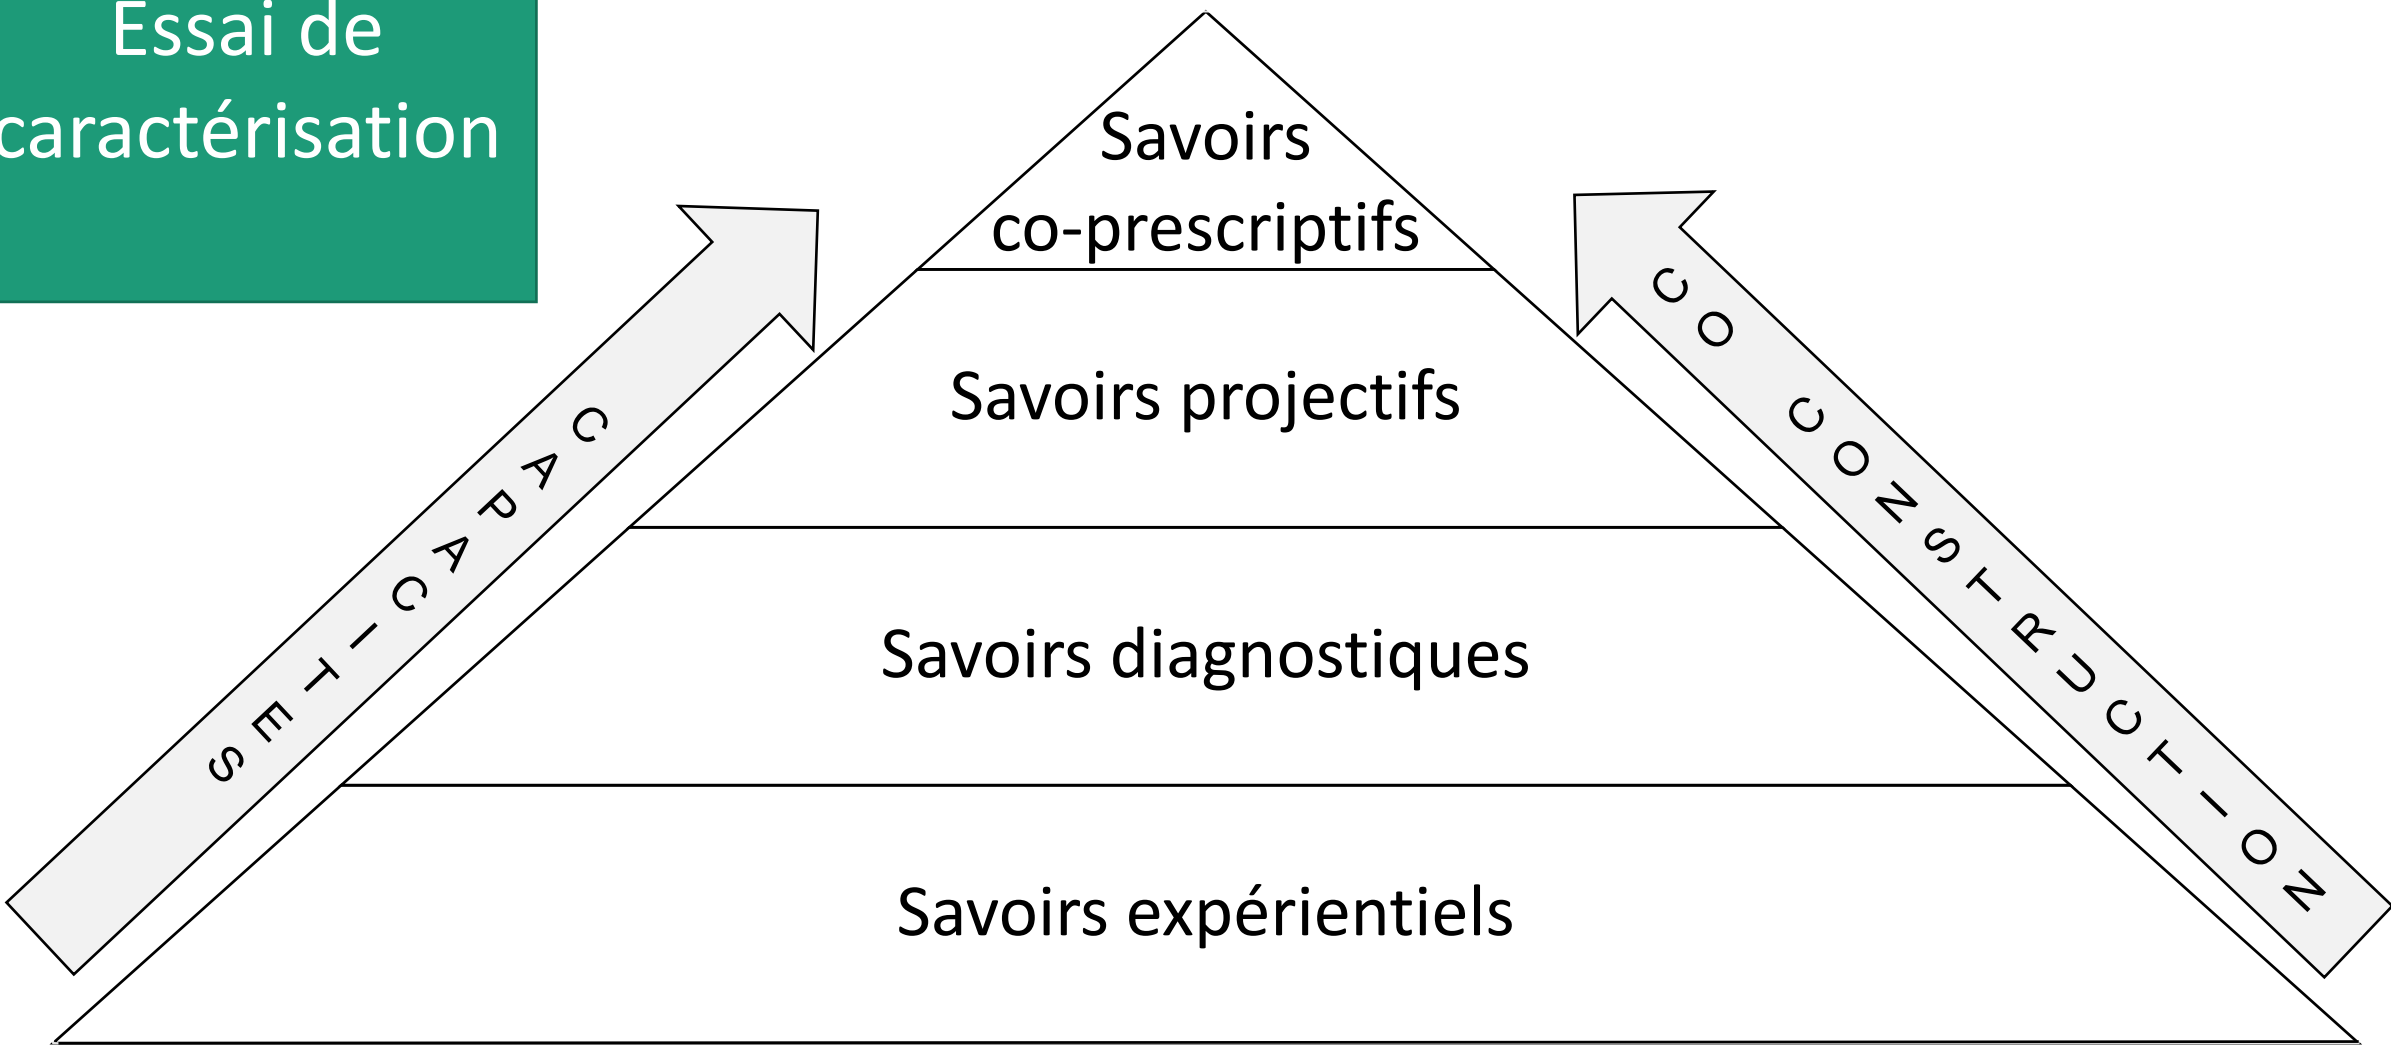 Essai de
caractérisation
Savoirs
co-prescriptifs
Savoirs projectifs
Savoirs diagnostiques
Savoirs expérientiels
CAPACITES
CO CONSTRUCTION